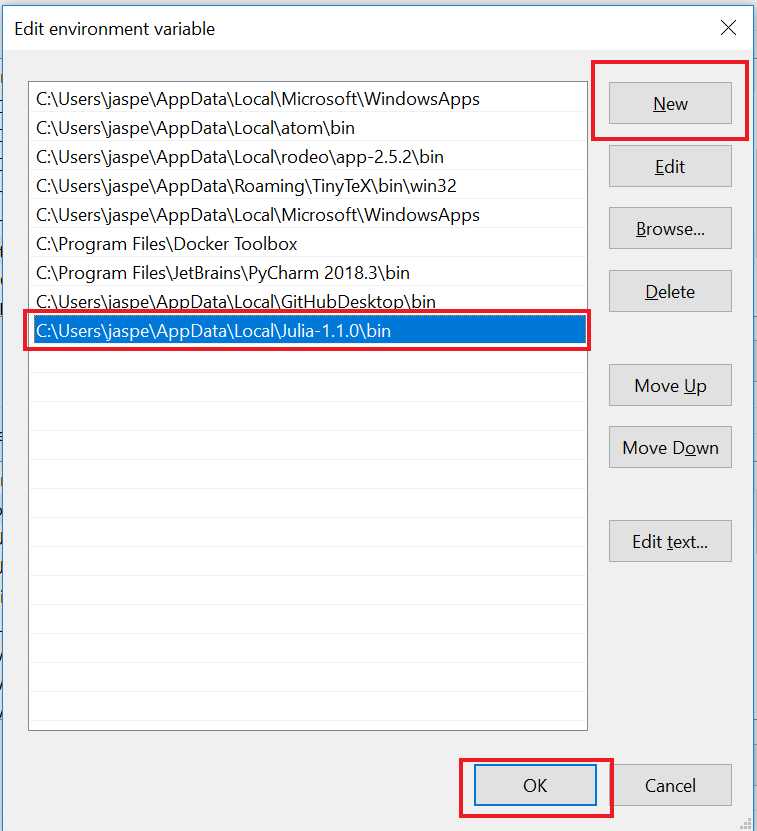 Edit environment variable
C:\Users\jaspe\AppData\Local\Microsoft\WindowsApps
New
C:\Users\jaspe\AppData\Local\atom\bin
C:\Users\jaspe\AppData\Local\rodeo\app-2.5.2\bin
Edit
C:\Users\jaspe\AppData\Roaming\TinyTeX\bin\win32
C:\Users\jaspe\AppData\Local\Microsoft\WindowsApps
Browse...
C:\Program Files\Docker Toolbox
C:\Program Files\JetBrains\PyCharm 2018.3\bin
Delete
C:\Users\jaspe\AppData\Local\GitHubDesktop\bin
C:\Users\jaspe\AppData\Local\Julia-1.1.0\bin
Move Up
Move Down
Edit text...
OK
Cancel